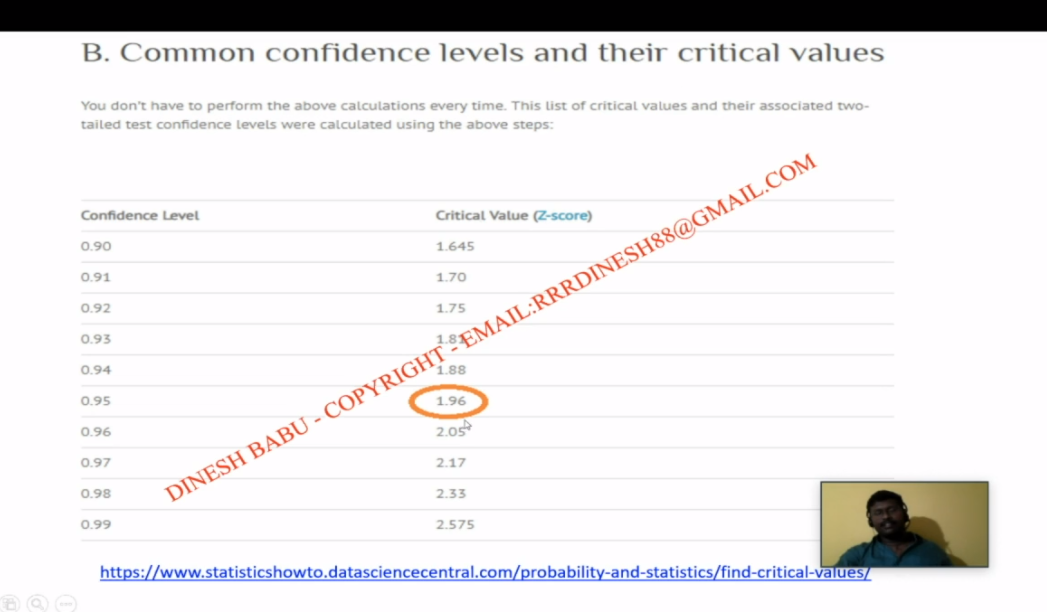 B. Common confidence levels and their critical values
You don't have to perform the above calculations every time. This list of critical values and their associated two-
tailed test confidence levels were calculated using the above steps:
Confidence Level Critical Value (Z-score)
0.90 1.645
0.91 1.70
0.92 1.75
0.93 1.81
0.94 1.88
0.95 1.96
0.96 2.05
0.97 2.17
0.98 2.33
0.99 2.575
DINESH BABU - COPYRIGHT - EMAIL:RRRDINESH88@GMAIL.COM
https://www.statisticshowto.datasciencecentral.com/probability-and-statistics/find-critical-values/